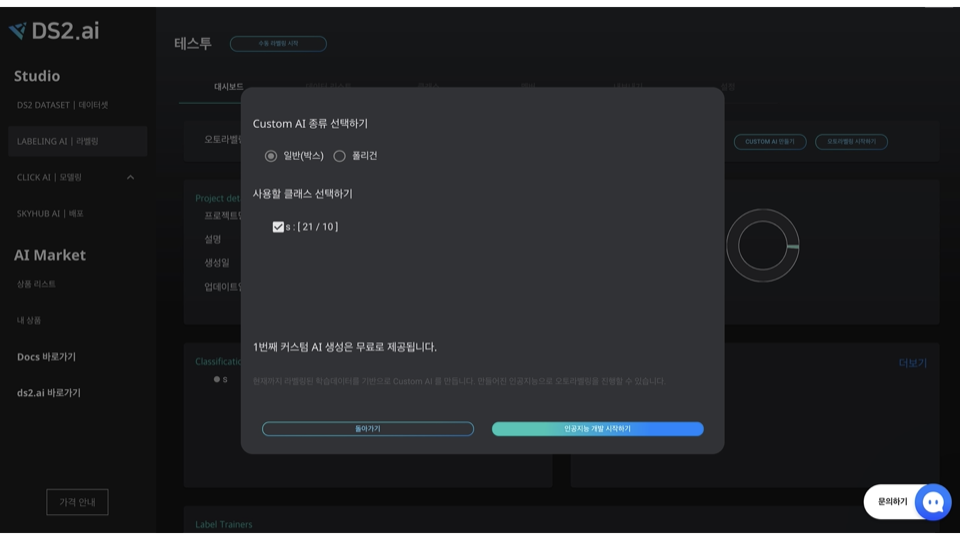 DS2.ai
Studio
DS2 DATASET | 데이터셋
LABELING AI | 라벨링
CLICK AI | 모델링
SKYHUB AI | 배포
AI Market
상품 리스트
내 상품
Docs 바로가기
ds2.ai 바로가기
가격 안내
테스투
수동 라벨링 시작
대시보드
오토라벨링
CUSTOM AI 만들기
오토라벨링 시작하기
Project det
프로젝트명
설명
생성일
업데이트일
Classificatio
s
더보기
Label Trainers
Custom AI 종류 선택하기
일반(박스)
폴리건
사용할 클래스 선택하기
s : [ 21 / 10 ]
1번째 커스텀 AI 생성은 무료로 제공됩니다.
현재까지 라벨링된 학습데이터를 기반으로 Custom AI 를 만듭니다. 만들어진 인공지능으로 오토라벨링을 진행할 수 있습니다.
돌아가기
인공지능 개발 시작하기
문의하기